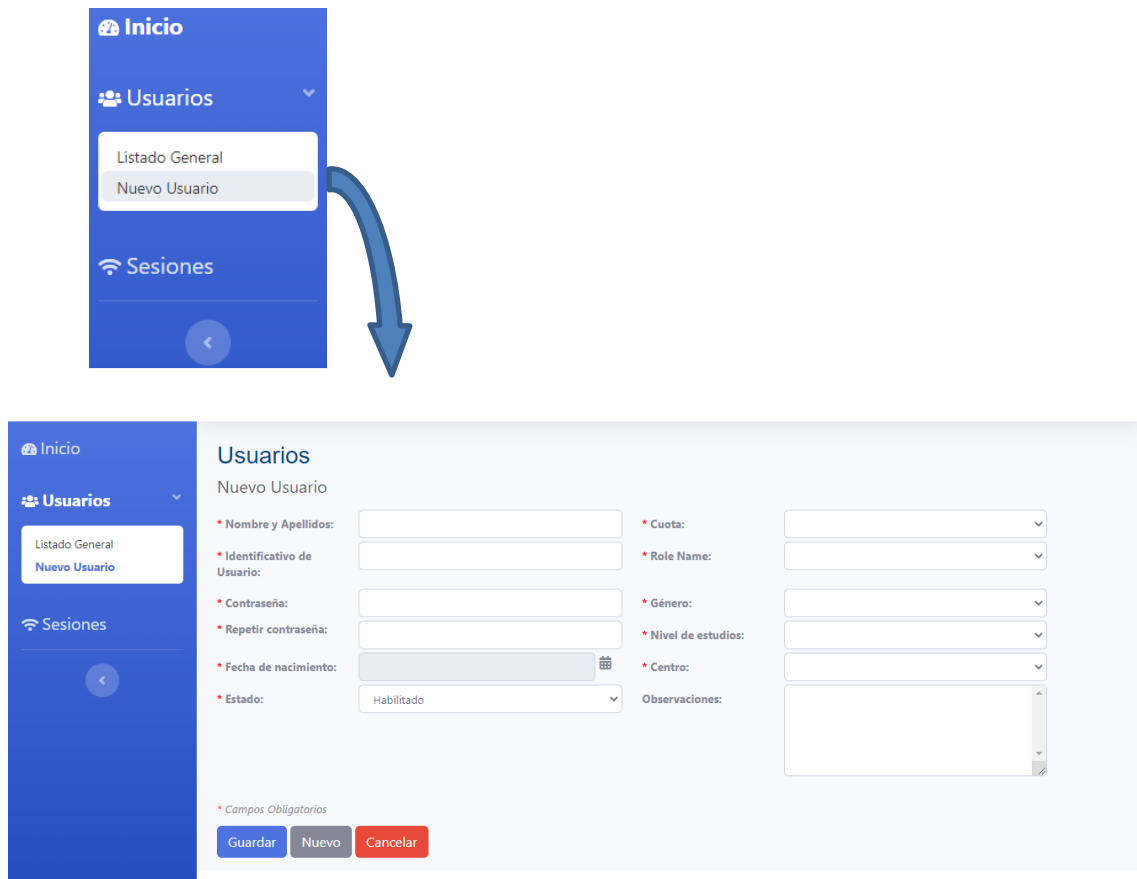 Inicio
Usuarios
Listado General
Nuevo Usuario
Sesiones
Inicio
Usuarios
Listado General
Nuevo Usuario
Sesiones
Usuarios
Nuevo Usuario
* Nombre y Apellidos:
* Cuota:
* Identificativo de
Usuario:
* Role Name:
* Contraseña:
* Género:
* Repetir contraseña:
* Nivel de estudios:
* Fecha de nacimiento:
* Centro:
* Estado:
Habilitado
Observaciones:
* Campos Obligatorios
Guardar
Nuevo
Cancelar